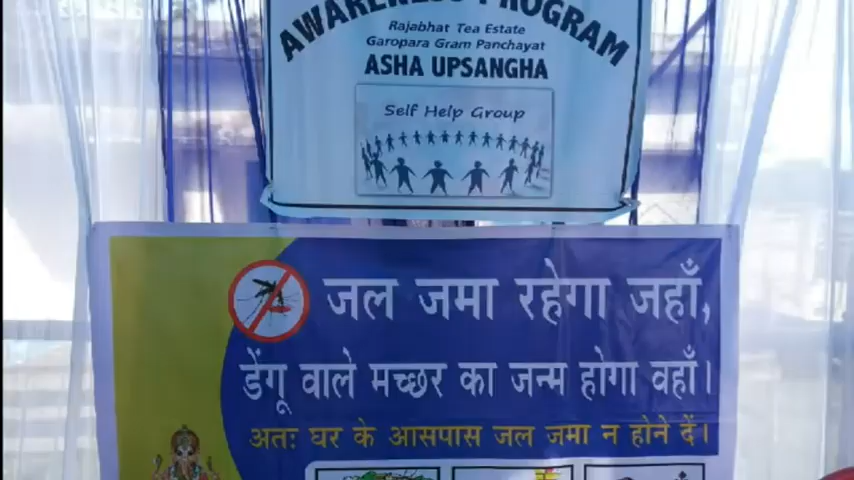 AWARENESS PROGRAM
Rajabhat Tea Estate
Garopara Gram Panchayat
ASHA UPSANGHA
Self Help Group
जल जमा रहेगा जहाँ,
डेंगू वाले मच्छर का जन्म होगा वहाँ।
अतः घर के आसपास जल जमा न होने दें।